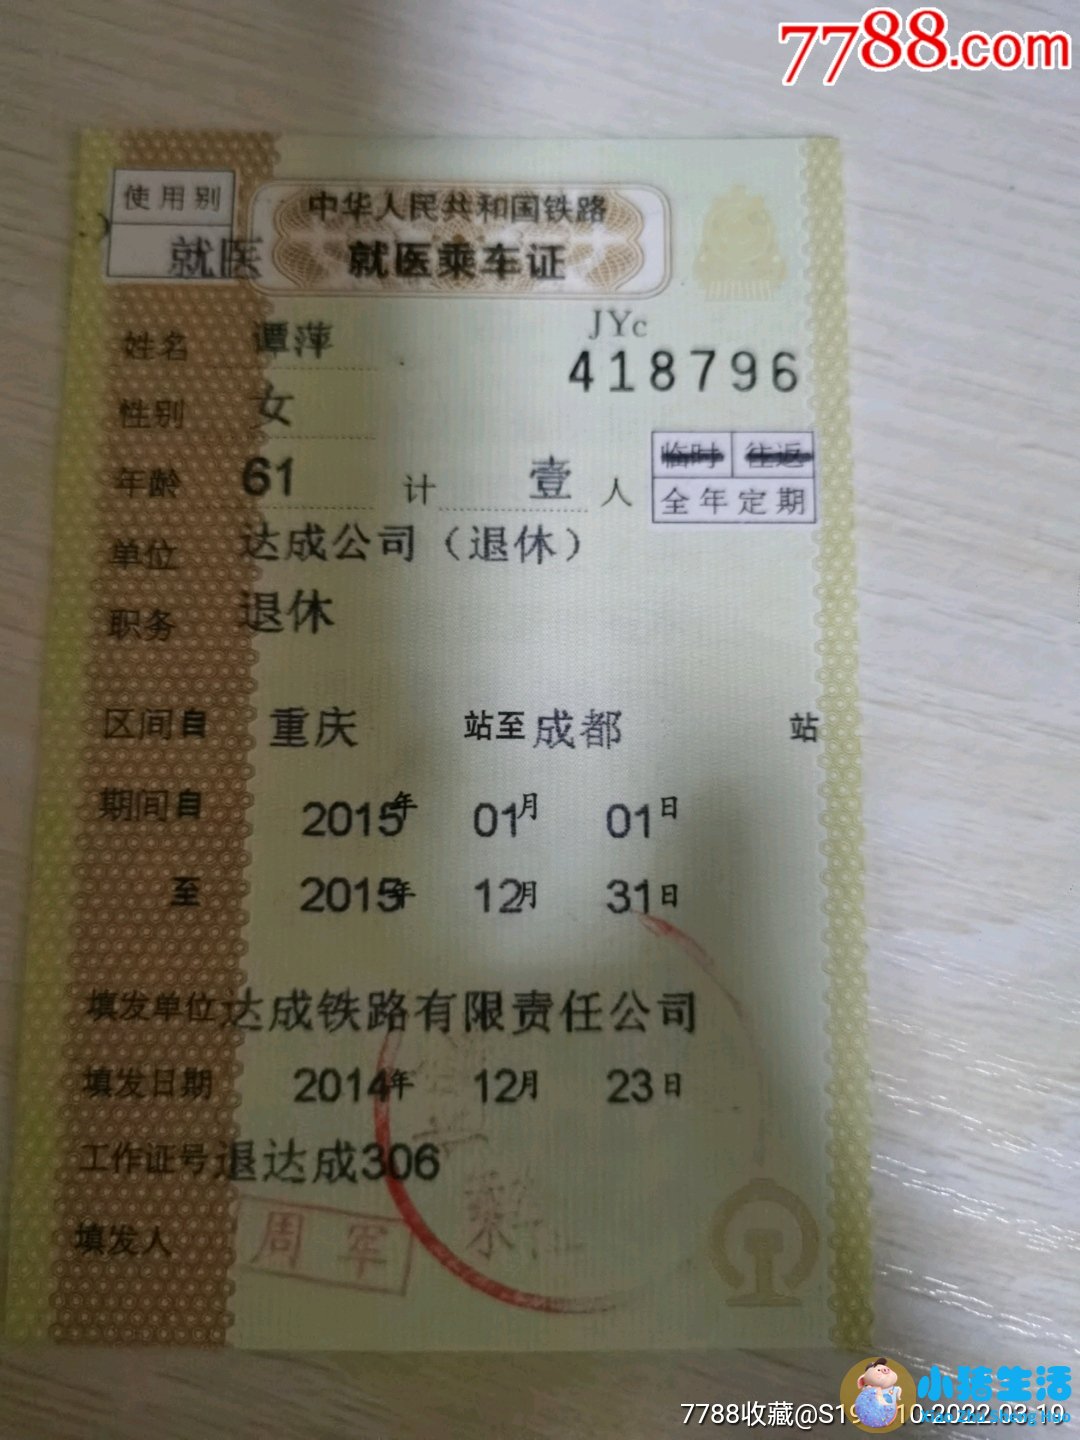 7788.com
使用别
就医
中华人民共和国铁路
就医乘车证
JYc
418796
姓名 谭萍
性别 女
年龄 61 计 壹 人
临时 往返
全年定期
单位 达成公司（退休）
职务 退休
区间自 重庆 站至 成都 站
期间自 2015年 01月 01日
至 2015年 12月 31日
填发单位 达成铁路有限责任公司
填发日期 2014年 12月 23日
工作证号 退达成306
填发人 周军
小猪生活
Xiao Zhu Sheng Huo
7788收藏@S19 10.2022.03.10